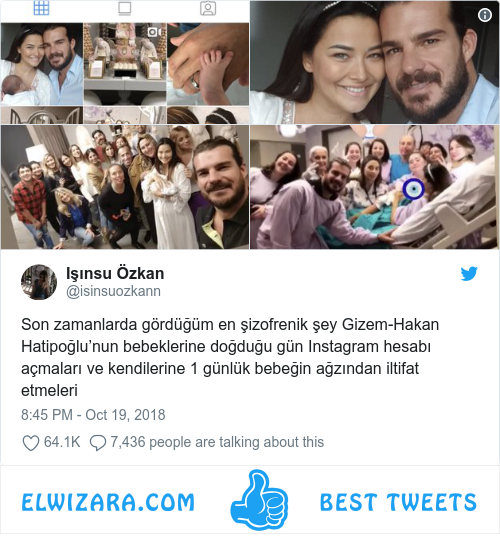 Işınsu Özkan
@isinsuozkann
Son zamanlarda gördüğüm en şizofrenik şey Gizem-Hakan
Hatipoğlu’nun bebeklerine doğduğu gün Instagram hesabı
açmaları ve kendilerine 1 günlük bebeğin ağzından iltifat
etmeleri
8:45 PM - Oct 19, 2018
64.1K 7,436 people are talking about this
ELWIZARA.COM BEST TWEETS